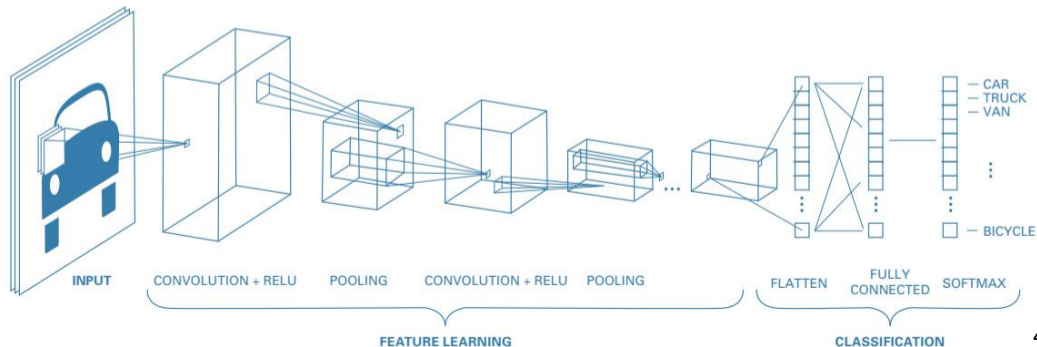 CAR
TRUCK
VAN
BICYCLE
INPUT
CONVOLUTION + RELU
POOLING
CONVOLUTION + RELU
POOLING
FLATTEN
FULLY
CONNECTED
SOFTMAX
FEATURE LEARNING
CLASSIFICATION